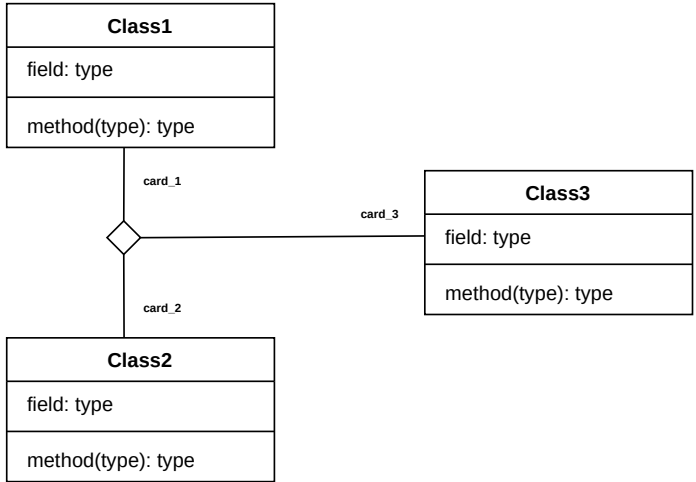 Class1
field: type
method(type): type
card_1
card_3
Class3
field: type
method(type): type
card_2
Class2
field: type
method(type): type